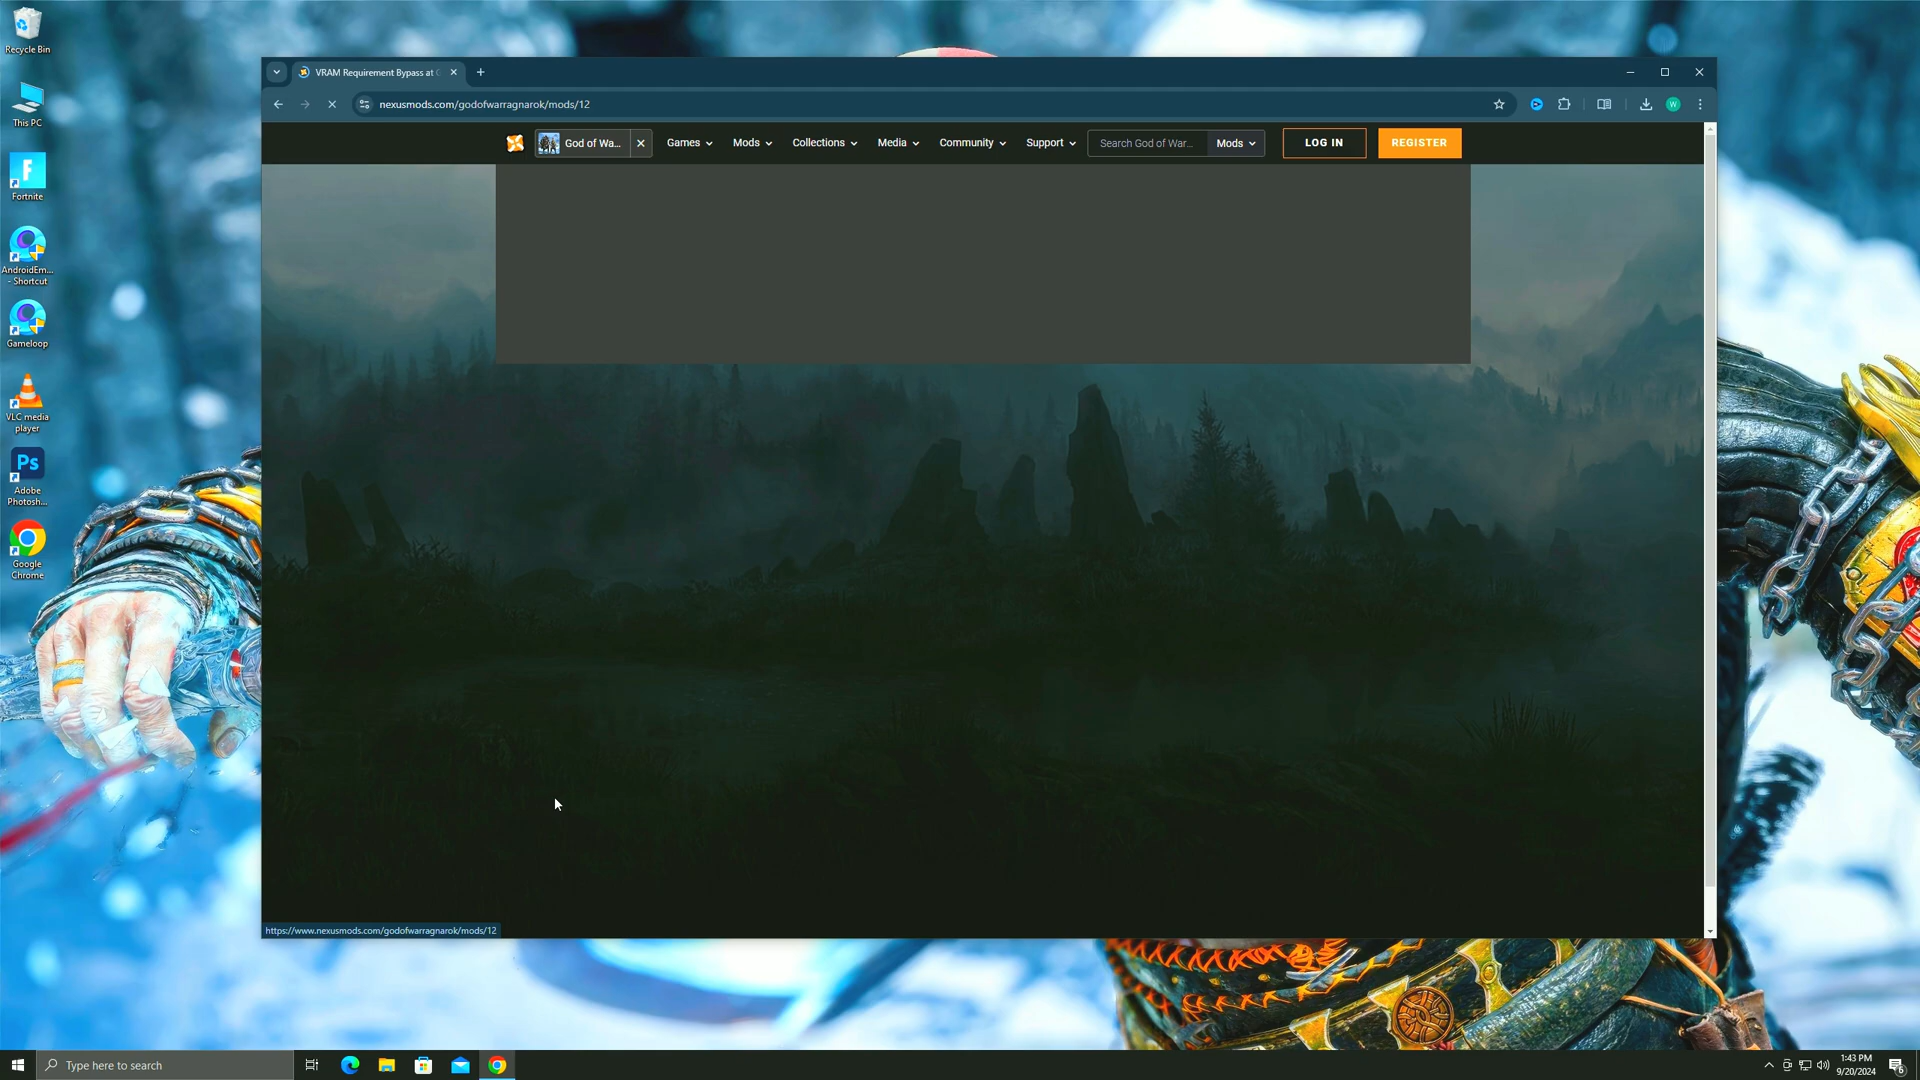 Recycle Bin
This PC
Fortnite
AndroidEm...
- Shortcut
Gameloop
VLC media
player
Ps
Adobe
Photosh...
Google
Chrome
VRAM Requirement Bypass at G
nexusmods.com/godofwarragnarok/mods/12
W
God of Wa...
Games
Mods
Collections
Media
Community
Support
Search God of War...
Mods
LOG IN
REGISTER
https://www.nexusmods.com/godofwarragnarok/mods/12
Type here to search
1:43 PM
9/20/2024
6